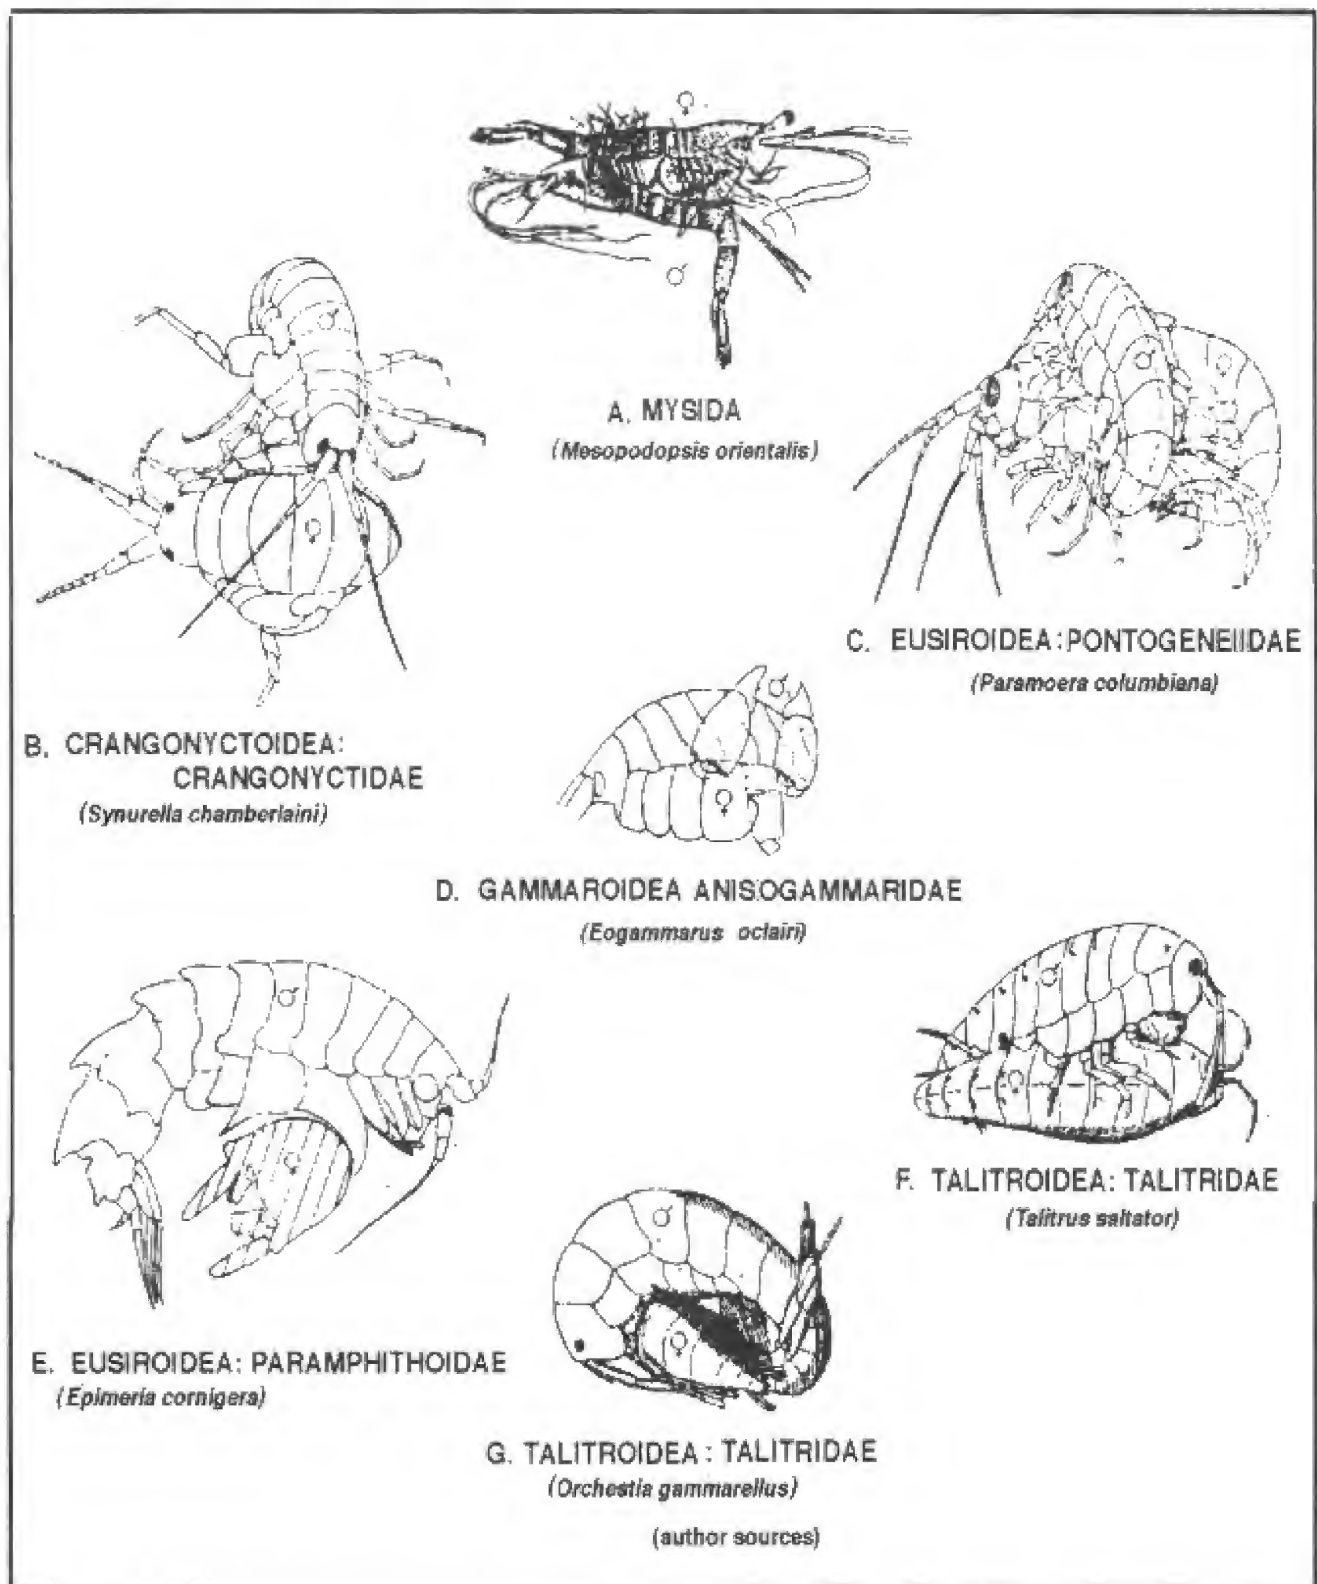 ♀
♂
A. MYSIDA
(Mesopodopsis orientalis)
♂
♀
B. CRANGONYCTOIDEA:
CRANGONYCTIDAE
(Synurella chamberlaini)
♂
♀
C. EUSIROIDEA:PONTOGENEIIDAE
(Paramoera columbiana)
♂
♀
D. GAMMAROIDEA ANISOGAMMARIDAE
(Eogammarus oclairi)
♂
♀
E. EUSIROIDEA: PARAMPHITHOIDAE
(Epimeria cornigera)
♂
♀
F. TALITROIDEA: TALITRIDAE
(Talitrus saltator)
♂
♀
G. TALITROIDEA: TALITRIDAE
(Orchestia gammarellus)
(author sources)